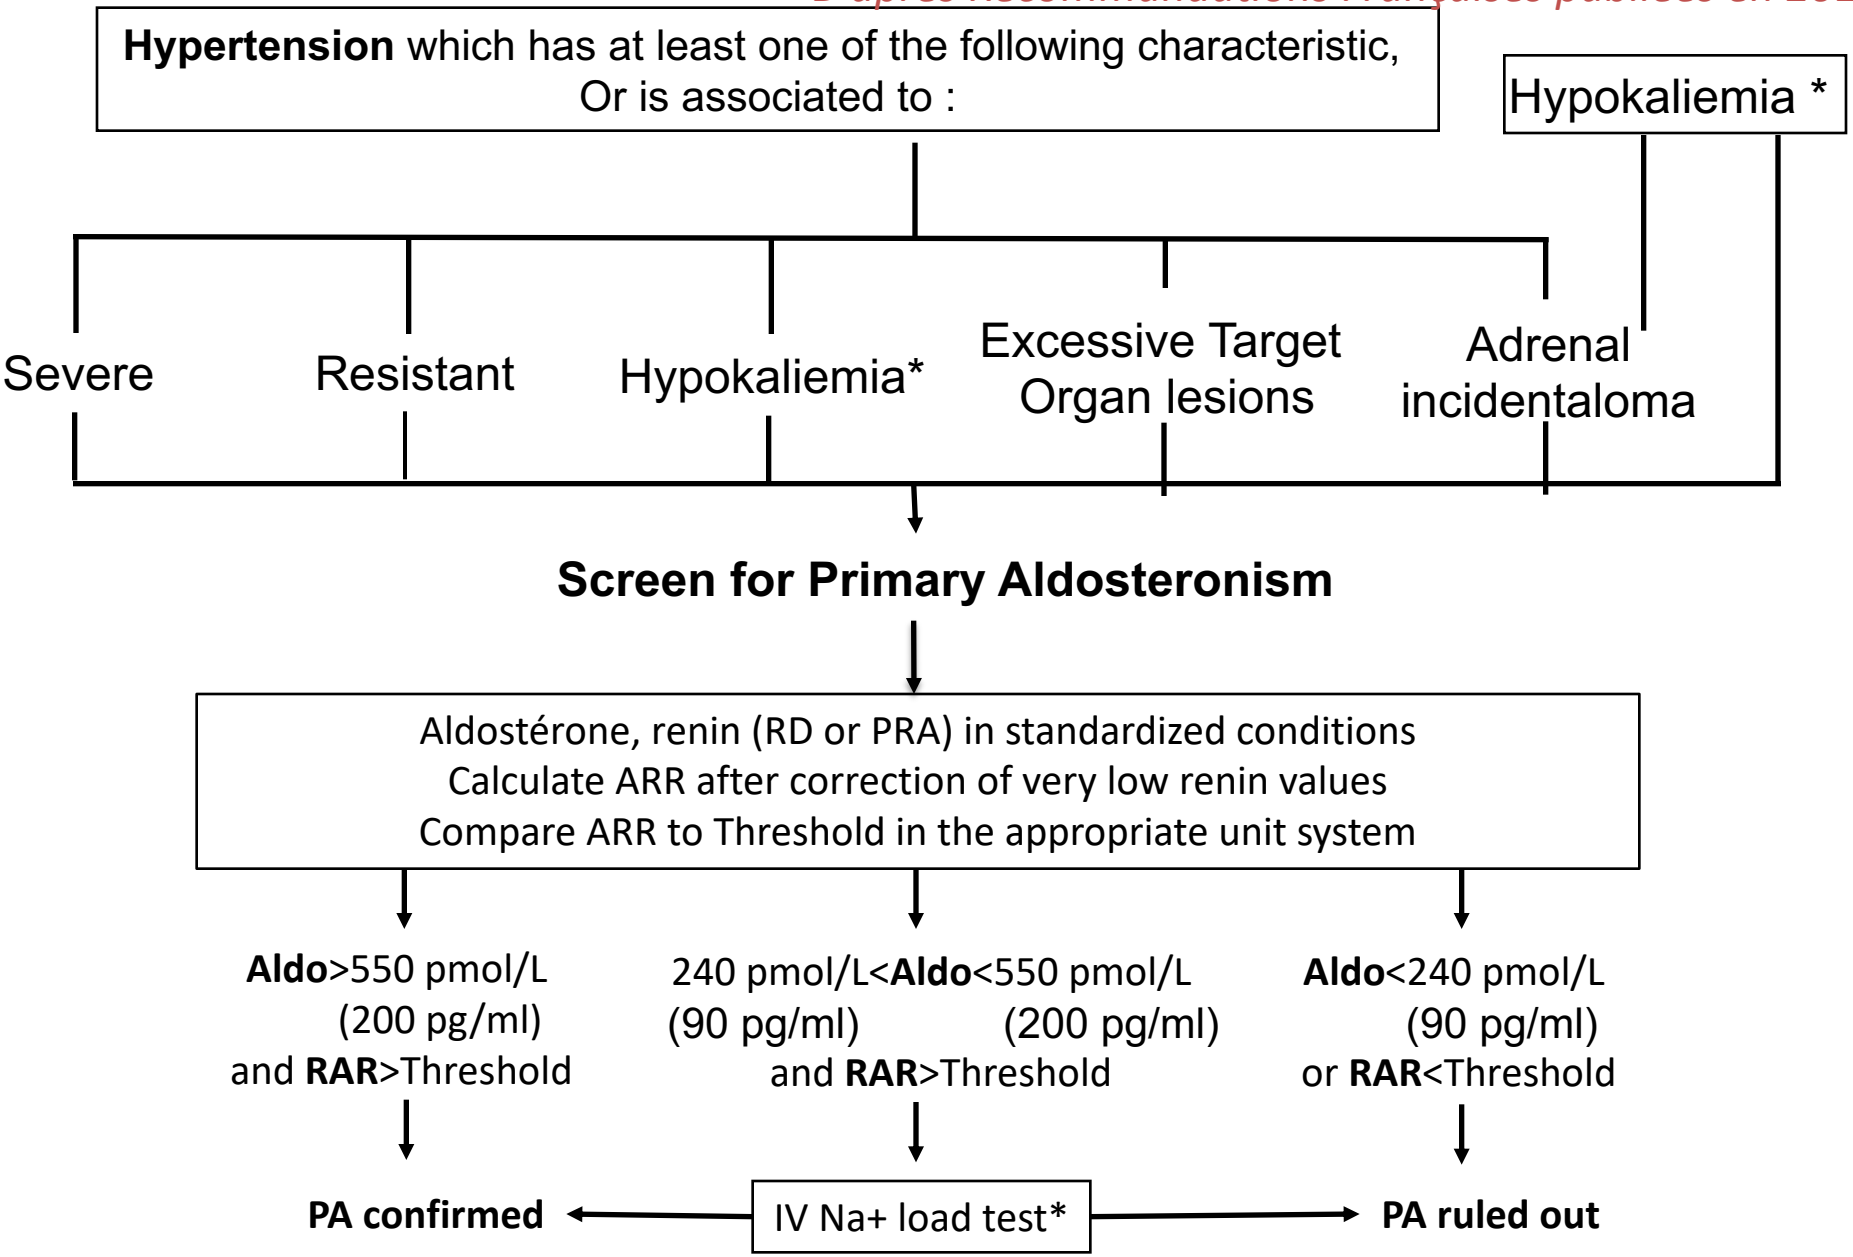 Hypertension which has at least one of the following characteristic,
Or is associated to :
Hypokaliemia *
Severe
Resistant
Hypokaliemia*
Excessive Target
Organ lesions
Adrenal
incidentaloma
Screen for Primary Aldosteronism
Aldostérone, renin (RD or PRA) in standardized conditions
Calculate ARR after correction of very low renin values
Compare ARR to Threshold in the appropriate unit system
Aldo>550 pmol/L
(200 pg/ml)
and RAR>Threshold
240 pmol/L<Aldo<550 pmol/L
(90 pg/ml) (200 pg/ml)
and RAR>Threshold
Aldo<240 pmol/L
(90 pg/ml)
or RAR<Threshold
PA confirmed
IV Na+ load test*
PA ruled out